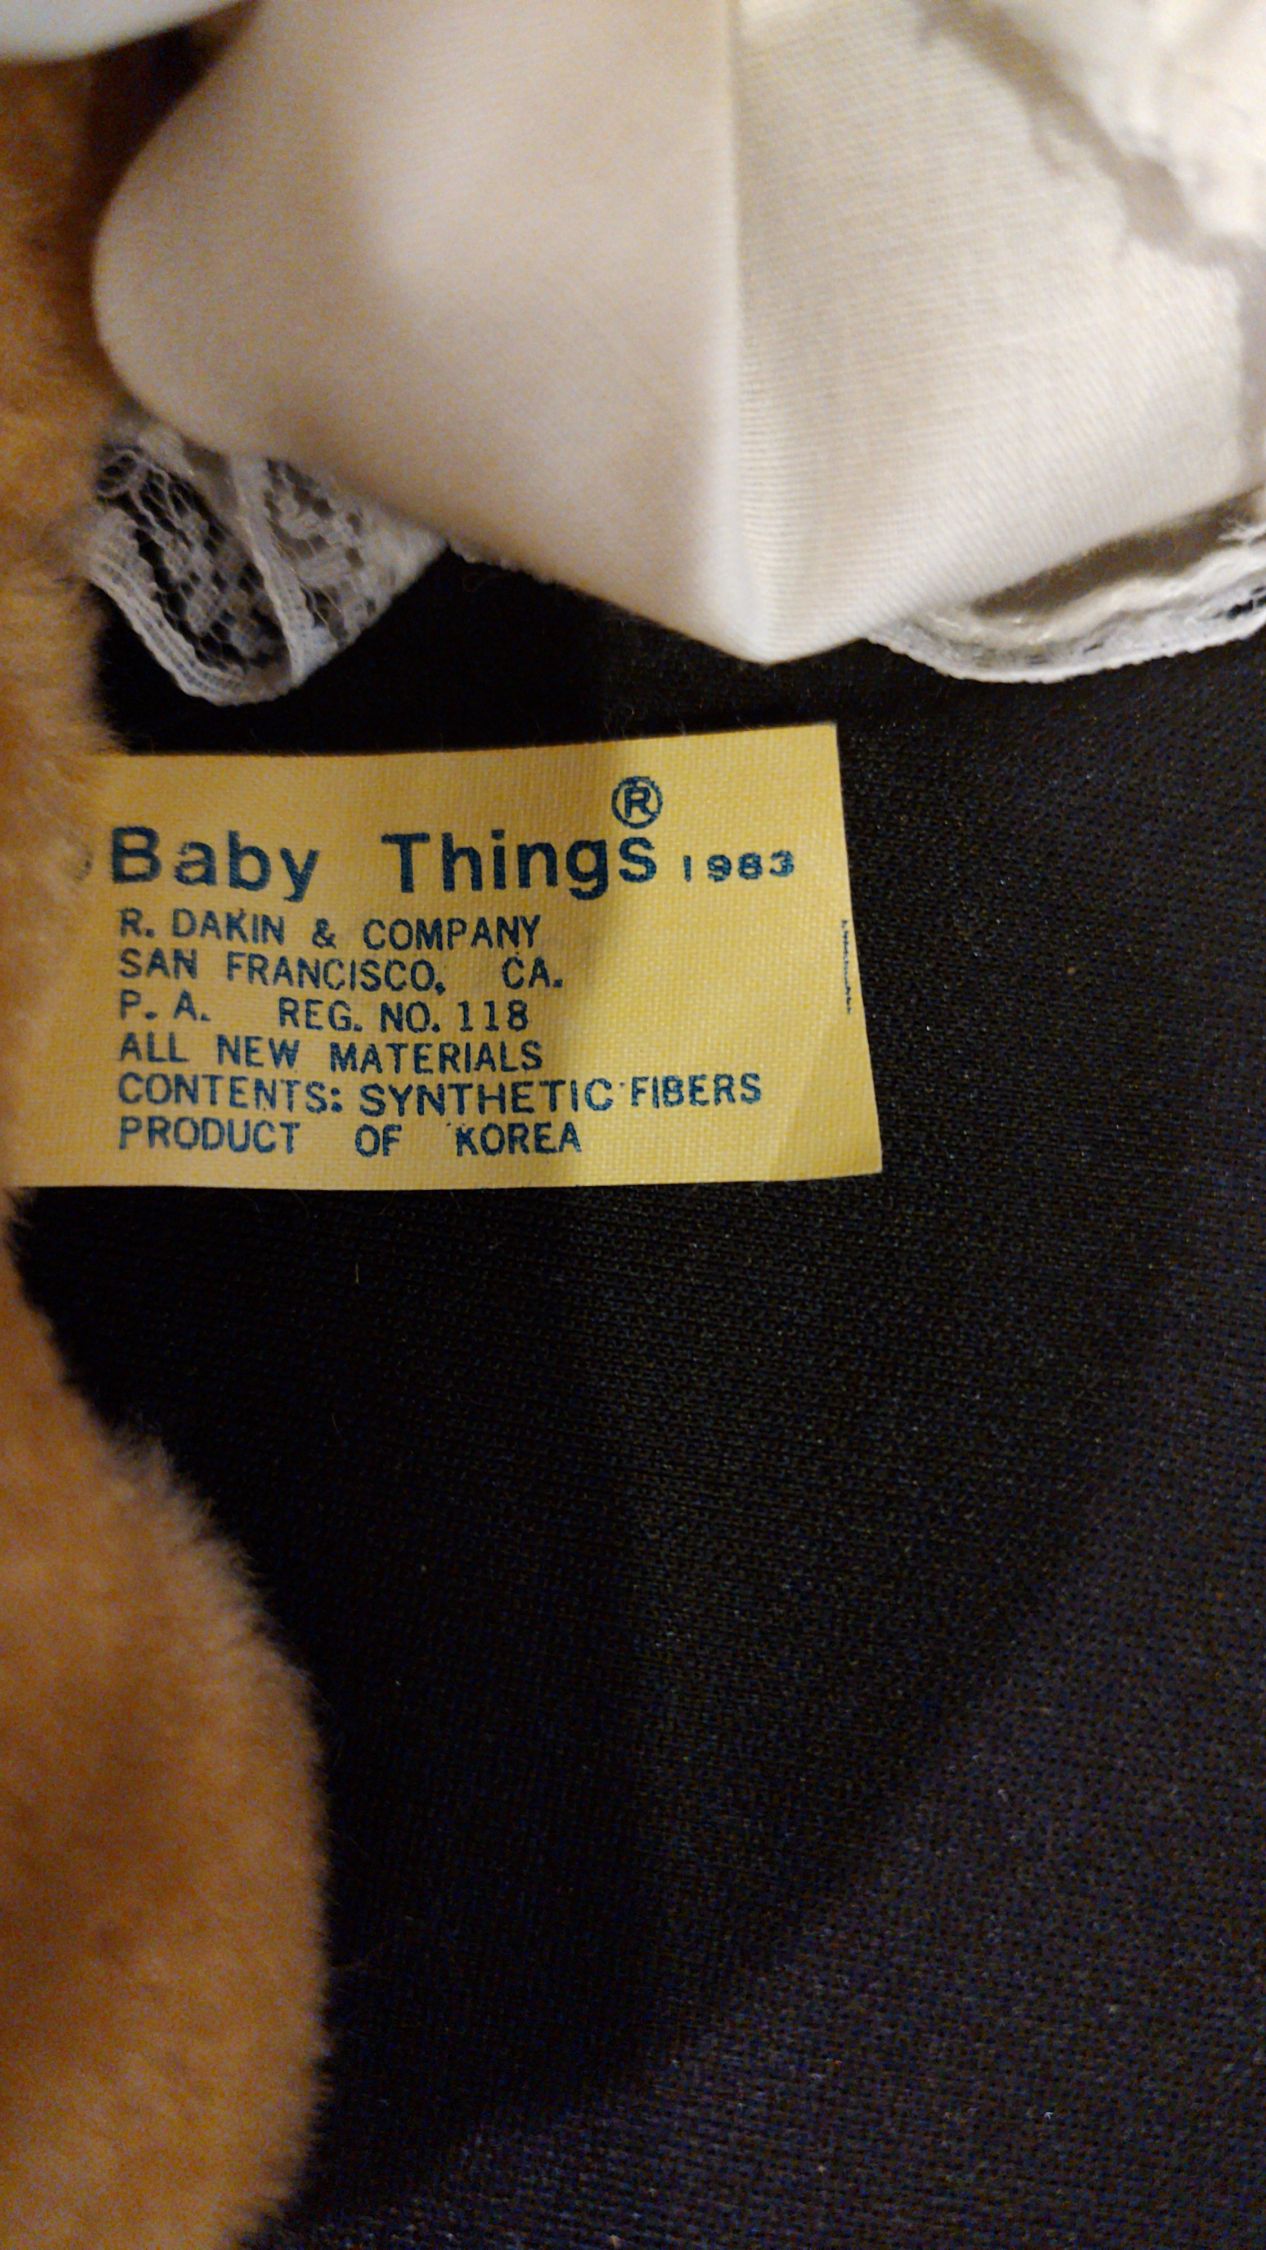 © Baby Things® 1983
R. DAKIN & COMPANY
SAN FRANCISCO, CA.
P. A. REG. NO. 118
ALL NEW MATERIALS
CONTENTS: SYNTHETIC FIBERS
PRODUCT OF KOREA